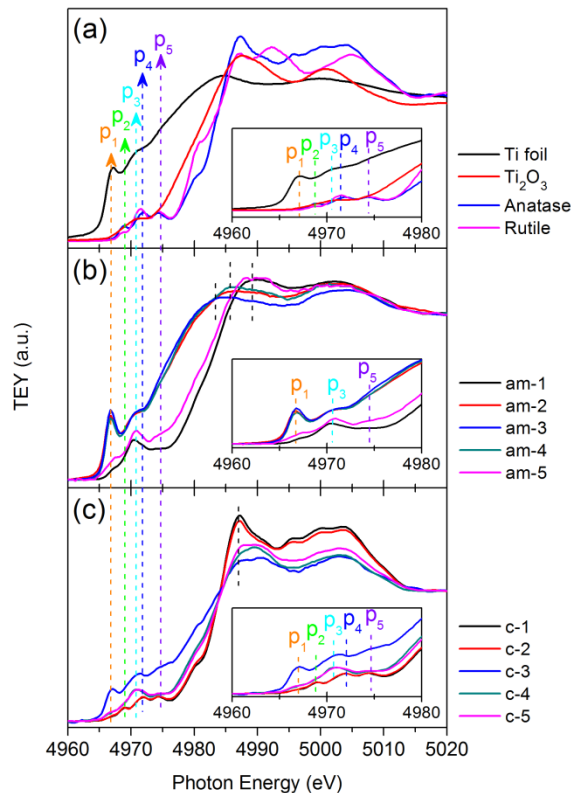 (a)
p1
p2
p3
p4
p5
p1 p2 p3 p4 p5
4960 4970 4980
Ti foil
Ti2O3
Anatase
Rutile
(b)
p1 p3 p5
4960 4970 4980
am-1
am-2
am-3
am-4
am-5
TEY (a.u.)
(c)
p1 p2 p3 p4 p5
4960 4970 4980
c-1
c-2
c-3
c-4
c-5
4960 4970 4980 4990 5000 5010 5020
Photon Energy (eV)